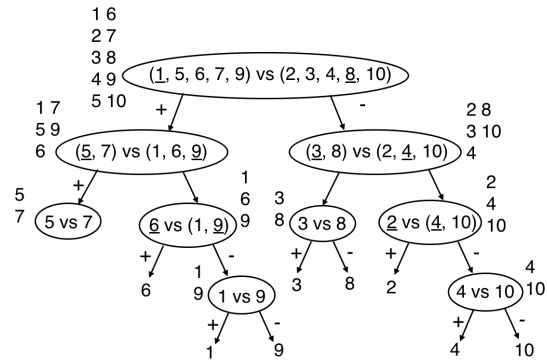 1 6
2 7
3 8
4 9
5 10
(1, 5, 6, 7, 9) vs (2, 3, 4, 8, 10)
+ -
1 7
5 9
6
(5, 7) vs (1, 6, 9)
(3, 8) vs (2, 4, 10)
2 8
3 10
4
+
5
7
5 vs 7
6 vs (1, 9)
1
6
9
3
8
3 vs 8
2 vs (4, 10)
2
4
10
+ - + - + -
6
1
9
1 vs 9
3 8 2
4 vs 10
4
10
+ - + -
1 9 4 10